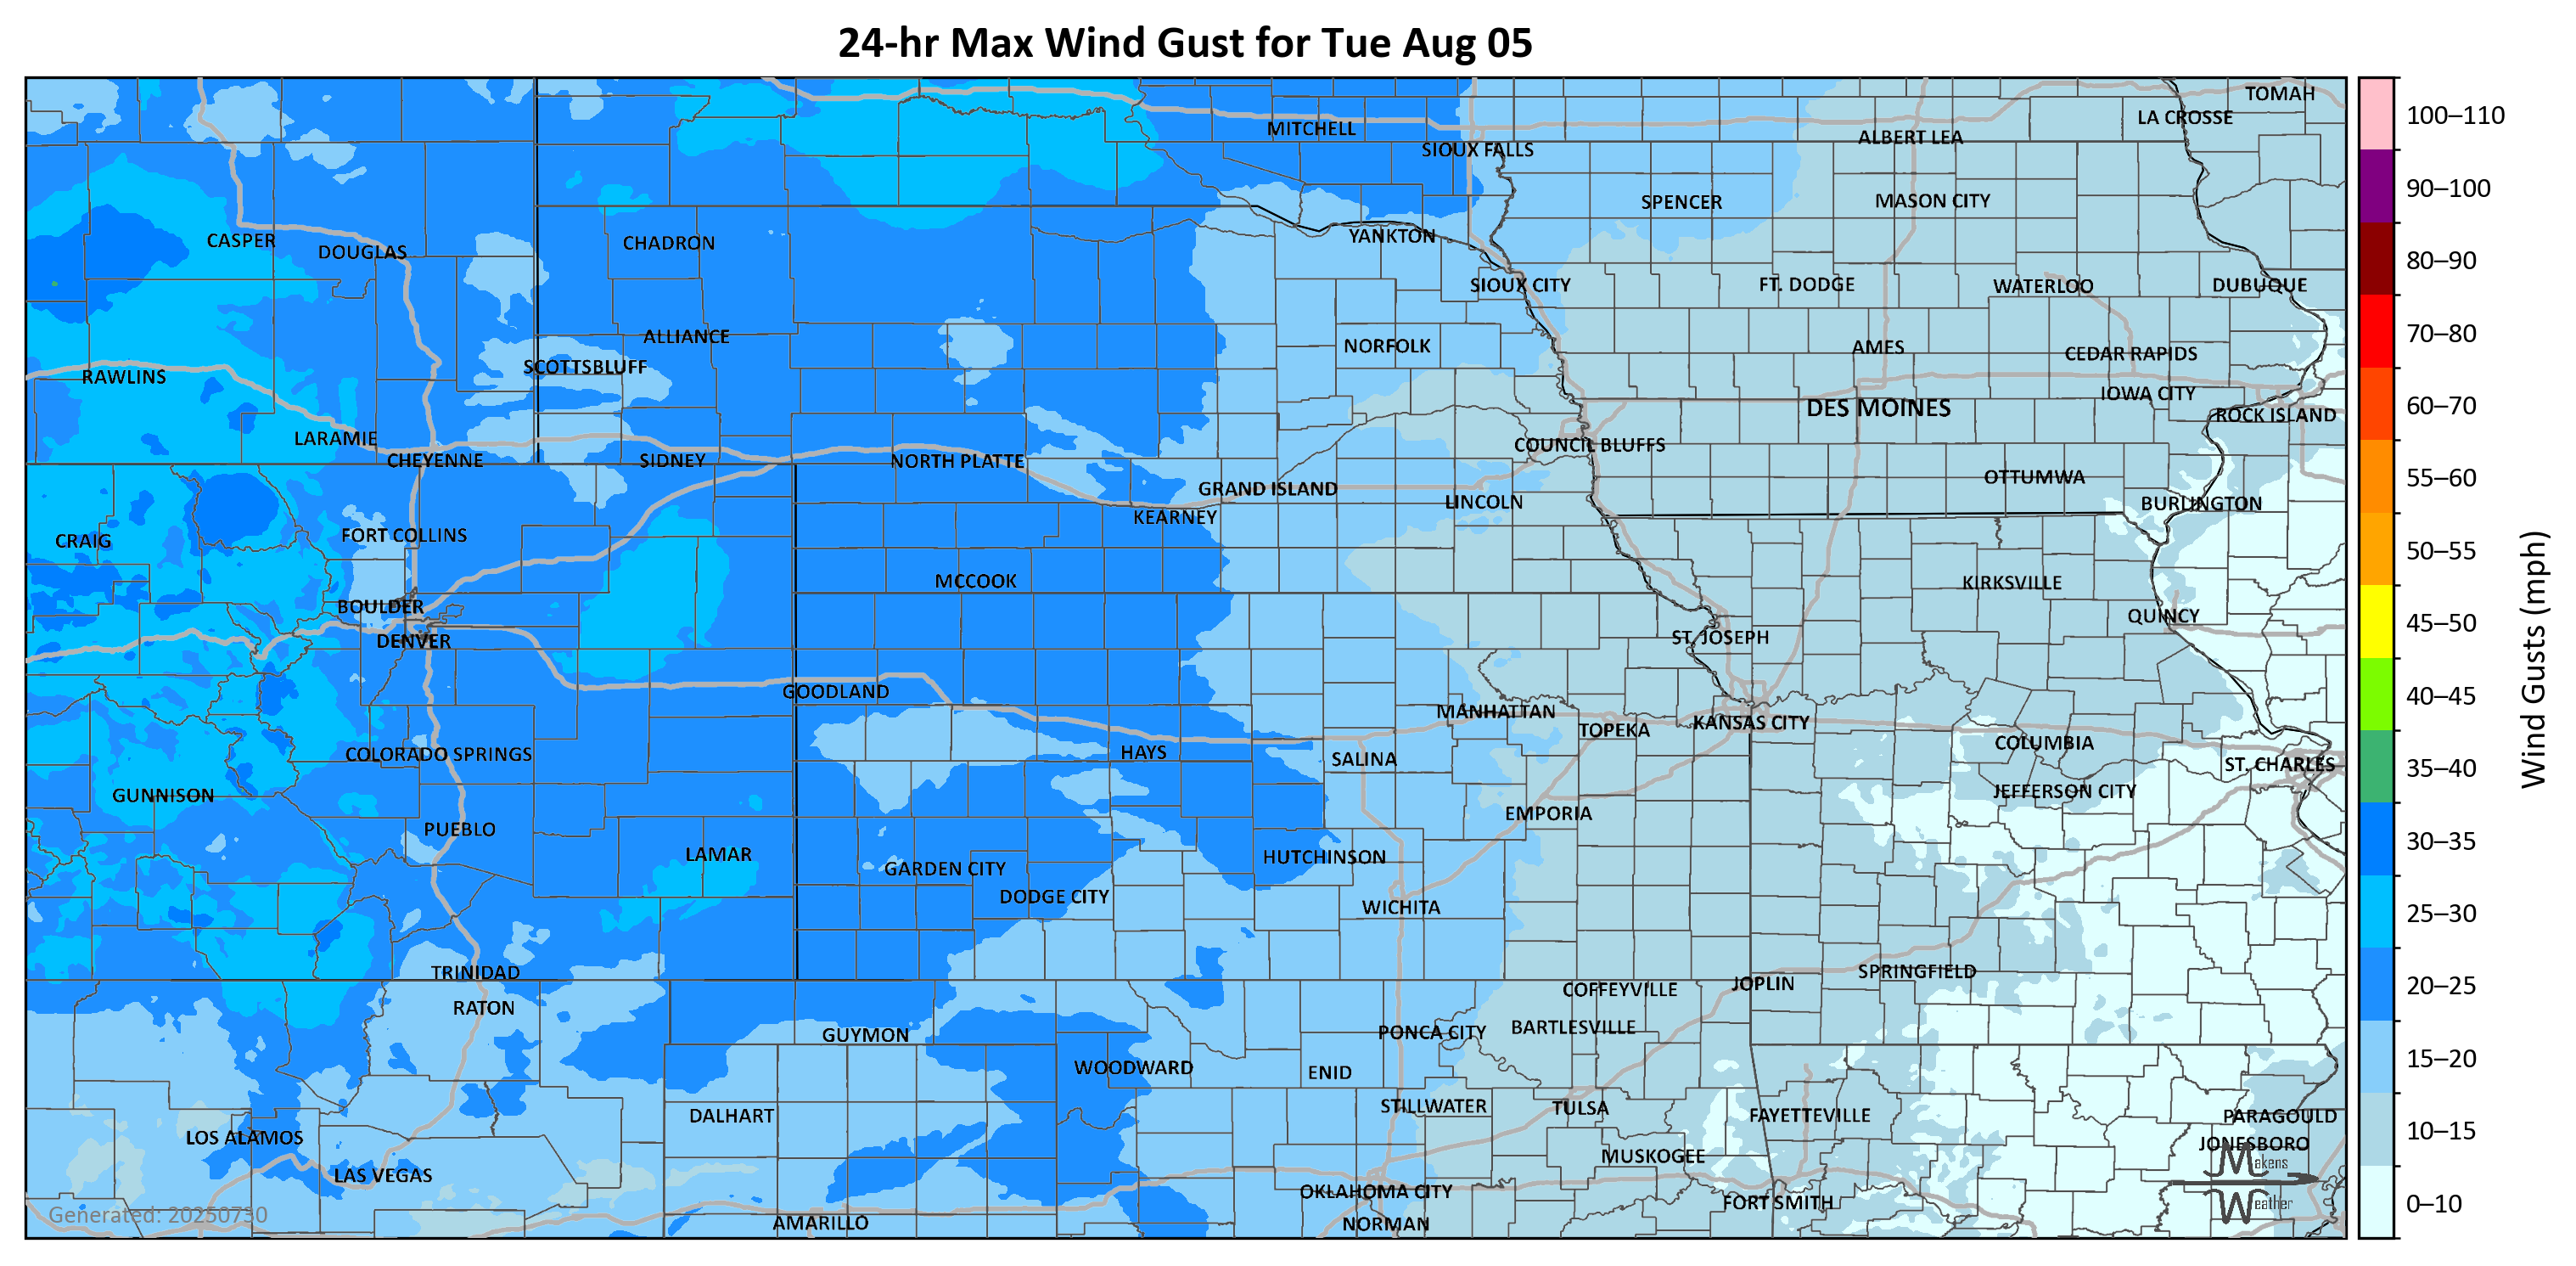 24-hr Max Wind Gust for Tue Aug 05
TOMAH
LA CROSSE
MITCHELL
ALBERT LEA
SIOUX FALLS
SPENCER
MASON CITY
CASPER
DOUGLAS
CHADRON
YANKTON
SIOUX CITY
FT. DODGE
WATERLOO
DUBUQUE
ALLIANCE
NORFOLK
AMES
CEDAR RAPIDS
SCOTTSBLUFF
RAWLINS
IOWA CITY
DES MOINES
ROCK ISLAND
LARAMIE
COUNCIL BLUFFS
CHEYENNE
SIDNEY
NORTH PLATTE
OTTUMWA
GRAND ISLAND
LINCOLN
BURLINGTON
KEARNEY
FORT COLLINS
CRAIG
MCCOOK
KIRKSVILLE
BOULDER
QUINCY
DENVER
ST. JOSEPH
GOODLAND
MANHATTAN
TOPEKA
KANSAS CITY
COLUMBIA
COLORADO SPRINGS
HAYS
SALINA
ST. CHARLES
GUNNISON
JEFFERSON CITY
EMPORIA
PUEBLO
LAMAR
HUTCHINSON
GARDEN CITY
DODGE CITY
WICHITA
TRINIDAD
SPRINGFIELD
JOPLIN
COFFEYVILLE
RATON
GUYMON
PONCA CITY
BARTLESVILLE
WOODWARD
ENID
STILLWATER
TULSA
DALHART
FAYETTEVILLE
PARAGOULD
LOS ALAMOS
JONESBORO
MUSKOGEE
LAS VEGAS
OKLAHOMA CITY
FORT SMITH
AMARILLO
NORMAN
Generated: 20250730
Makens
Weather
100–110
90–100
80–90
70–80
60–70
55–60
50–55
45–50
40–45
35–40
30–35
25–30
20–25
15–20
10–15
0–10
Wind Gusts (mph)